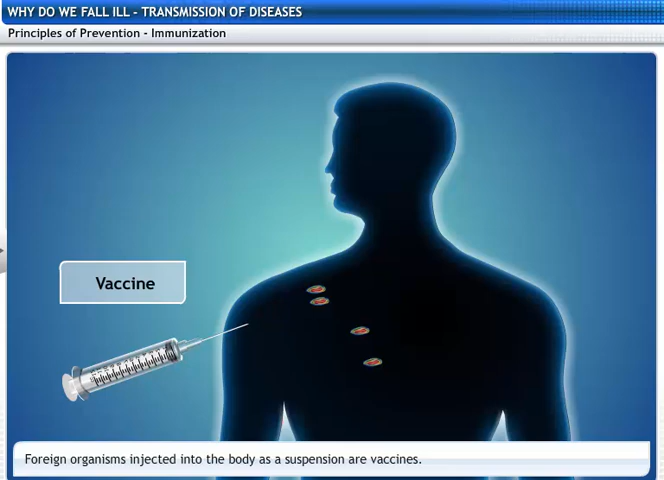 WHY DO WE FALL ILL - TRANSMISSION OF DISEASES
Principles of Prevention - Immunization
Vaccine
Foreign organisms injected into the body as a suspension are vaccines.